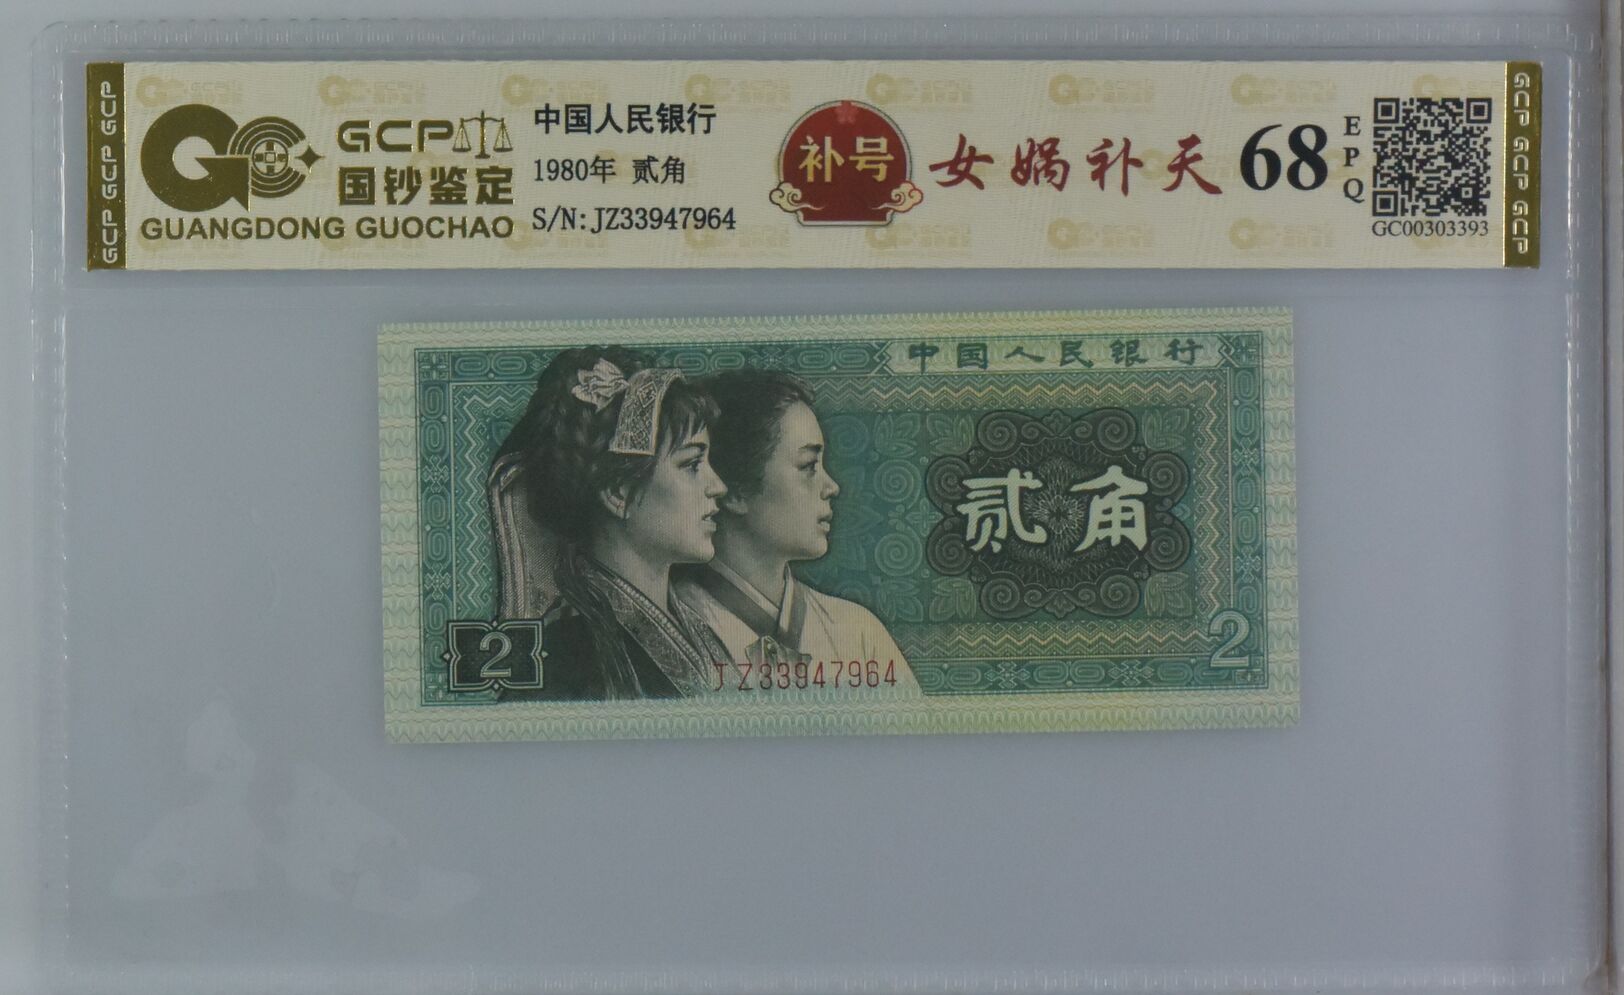 GCP GCP GCP
GCP
国钞鉴定
GUANGDONG GUOCHAO
中国人民银行
1980年 贰角
S/N: JZ33947964
补号
女娲补天
68
EPQ
GC00303393
GCP GCP GCP
中国人民银行
贰角
2
2
JZ33947964